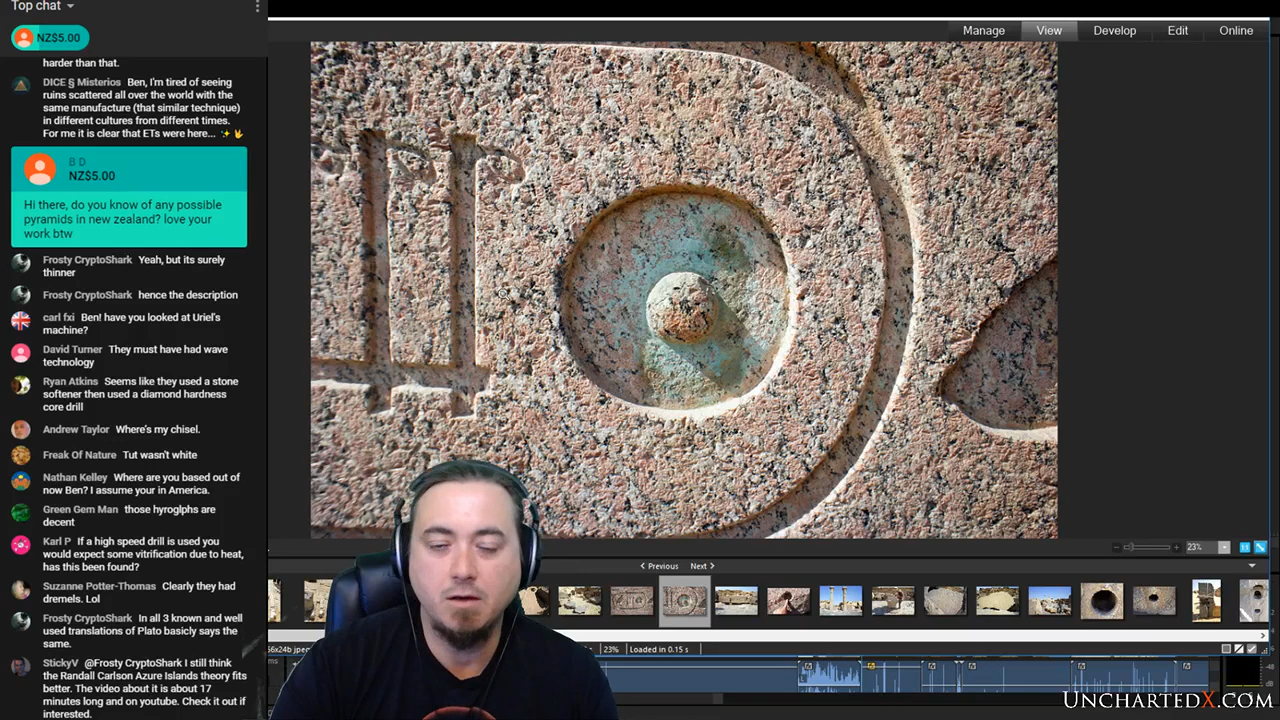 Top chat
NZ$5.00
harder than that.
DICE § Misterios Ben, I'm tired of seeing
ruins scattered all over the world with the
same manufacture (that similar technique)
in different cultures from different times.
For me it is clear that ETs were here...
B D
NZ$5.00
Hi there, do you know of any possible
pyramids in new zealand? love your
work btw
Frosty CryptoShark Yeah, but its surely
thinner
Frosty CryptoShark hence the description
carl fxi Ben! have you looked at Uriel's
machine?
David Turner They must have had wave
technology
Ryan Atkins Seems like they used a stone
softener then used a diamond hardness
core drill
Andrew Taylor Where's my chisel.
Freak Of Nature Tut wasn't white
Nathan Kelley Where are you based out of
now Ben? I assume your in America.
Green Gem Man those hyroglphs are
decent
Karl P If a high speed drill is used you
would expect some vitrification due to heat,
has this been found?
Suzanne Potter-Thomas Clearly they had
dremels. Lol
Frosty CryptoShark In all 3 known and well
used translations of Plato basicly says the
same.
StickyV @Frosty CryptoShark I still think
the Randall Carlson Azure Islands theory fits
better. The video about it is about 17
minutes long and on youtube. Check it out if
interested.
Manage View Develop Edit Online
23%
Previous Next
66x24b jpeg 23% Loaded in 0.15 s
UNCHARTEDX.COM